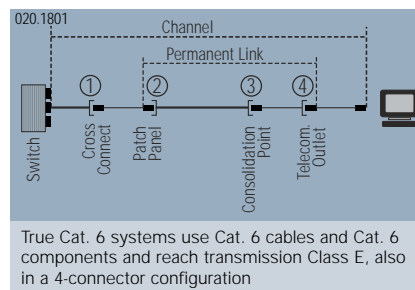 020.1801
Channel
Permanent Link
1
2
3
4
Switch
Cross
Connect
Patch
Panel
Consolidation
Point
Telecom.
Outlet
True Cat. 6 systems use Cat. 6 cables and Cat. 6
components and reach transmission Class E, also
in a 4-connector configuration